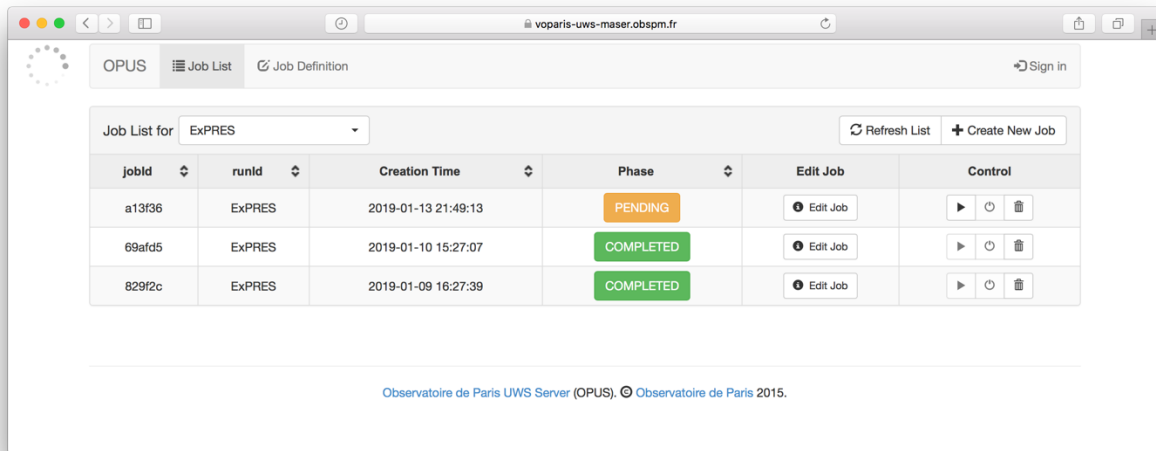 voparis-uws-maser.obspm.fr
OPUS Job List Job Definition Sign in
Job List for ExPRES Refresh List Create New Job
jobId runId Creation Time Phase Edit Job Control
a13f36 ExPRES 2019-01-13 21:49:13 PENDING Edit Job
69afd5 ExPRES 2019-01-10 15:27:07 COMPLETED Edit Job
829f2c ExPRES 2019-01-09 16:27:39 COMPLETED Edit Job
Observatoire de Paris UWS Server (OPUS). © Observatoire de Paris 2015.